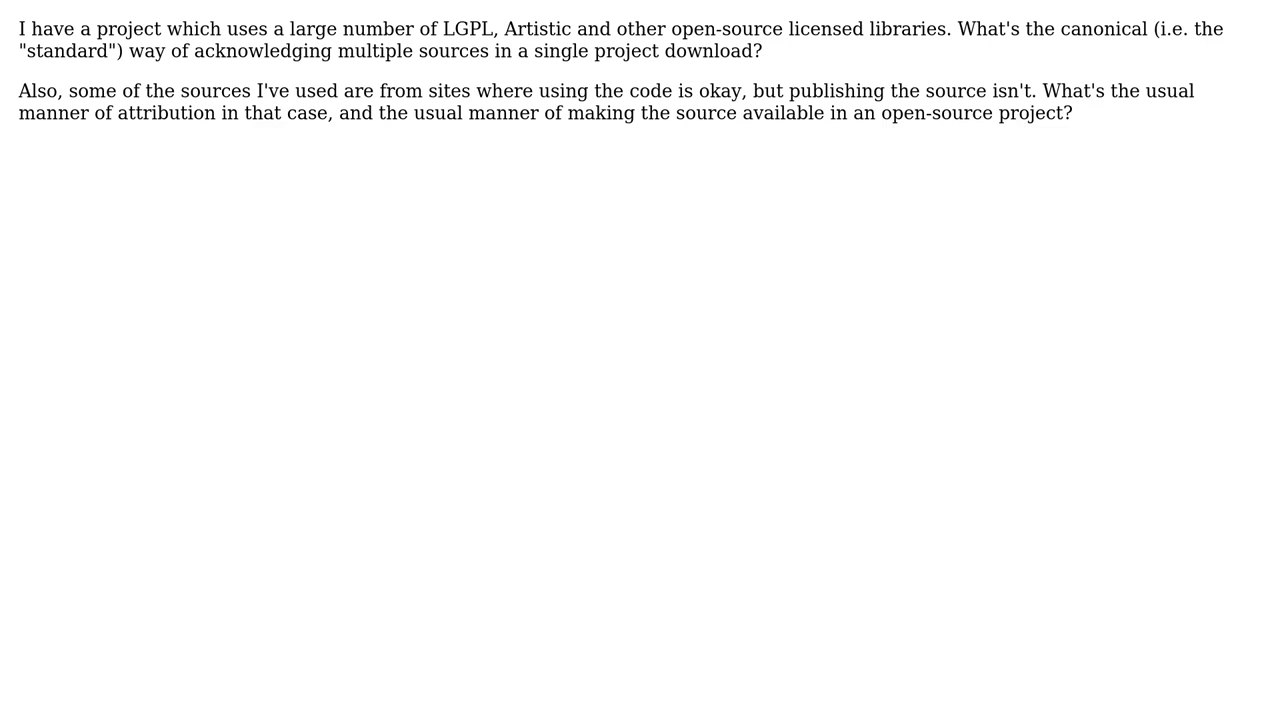 I have a project which uses a large number of LGPL, Artistic and other open-source licensed libraries. What's the canonical (i.e. the
"standard") way of acknowledging multiple sources in a single project download?
Also, some of the sources I've used are from sites where using the code is okay, but publishing the source isn't. What's the usual
manner of attribution in that case, and the usual manner of making the source available in an open-source project?